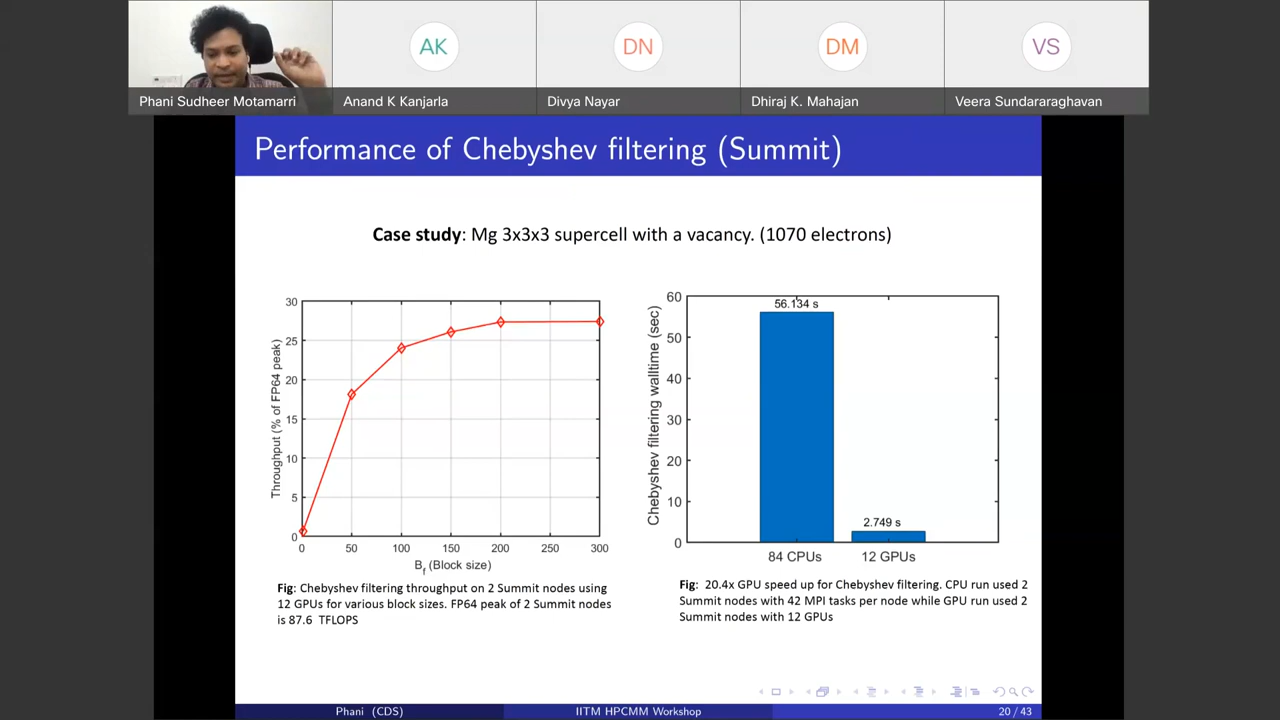 AK
DN
DM
VS
Phani Sudheer Motamarri
Anand K Kanjarla
Divya Nayar
Dhiraj K. Mahajan
Veera Sundararaghavan
Performance of Chebyshev filtering (Summit)
Case study: Mg 3x3x3 supercell with a vacancy. (1070 electrons)
Throughput (% of FP64 peak)
30
25
20
15
10
5
0
0 50 100 150 200 250 300
Bf (Block size)
Fig: Chebyshev filtering throughput on 2 Summit nodes using
12 GPUs for various block sizes. FP64 peak of 2 Summit nodes
is 87.6 TFLOPS
Chebyshev filtering walltime (sec)
60
50
40
30
20
10
0
56.134 s
2.749 s
84 CPUs 12 GPUs
Fig: 20.4x GPU speed up for Chebyshev filtering. CPU run used 2
Summit nodes with 42 MPI tasks per node while GPU run used 2
Summit nodes with 12 GPUs
Phani (CDS) IITM HPCMM Workshop 20 / 43